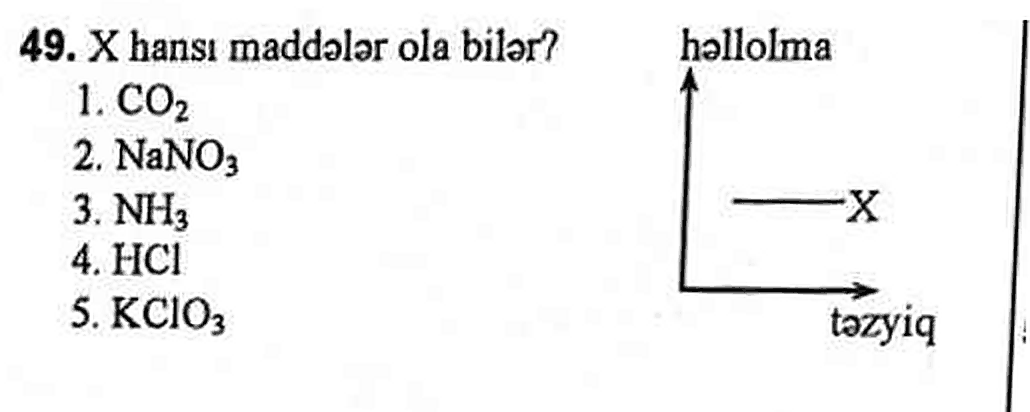 49. X hansı maddələr ola bilər?
1. CO₂
2. NaNO₃
3. NH₃
4. HCl
5. KClO₃
həllolma
X
təzyiq